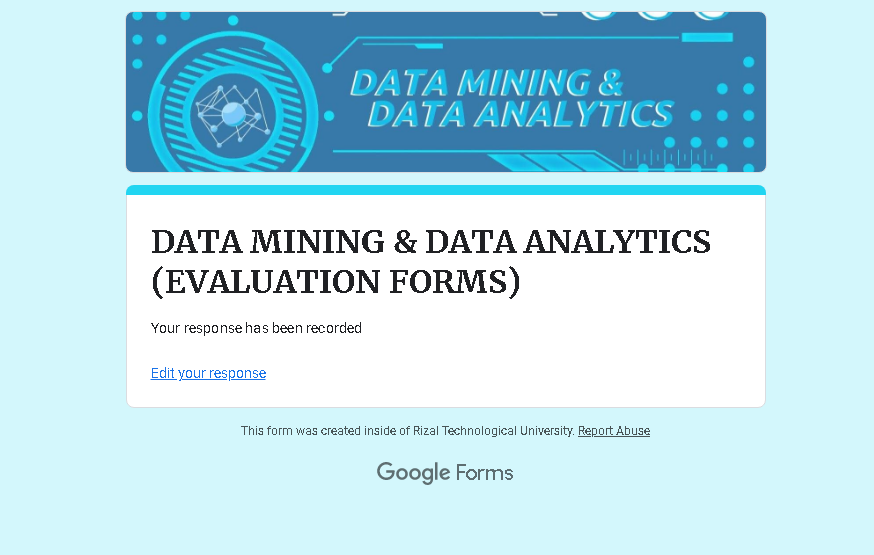 DATA MINING &
DATA ANALYTICS
DATA MINING & DATA ANALYTICS
(EVALUATION FORMS)
Your response has been recorded
Edit your response
This form was created inside of Rizal Technological University. Report Abuse
Google Forms